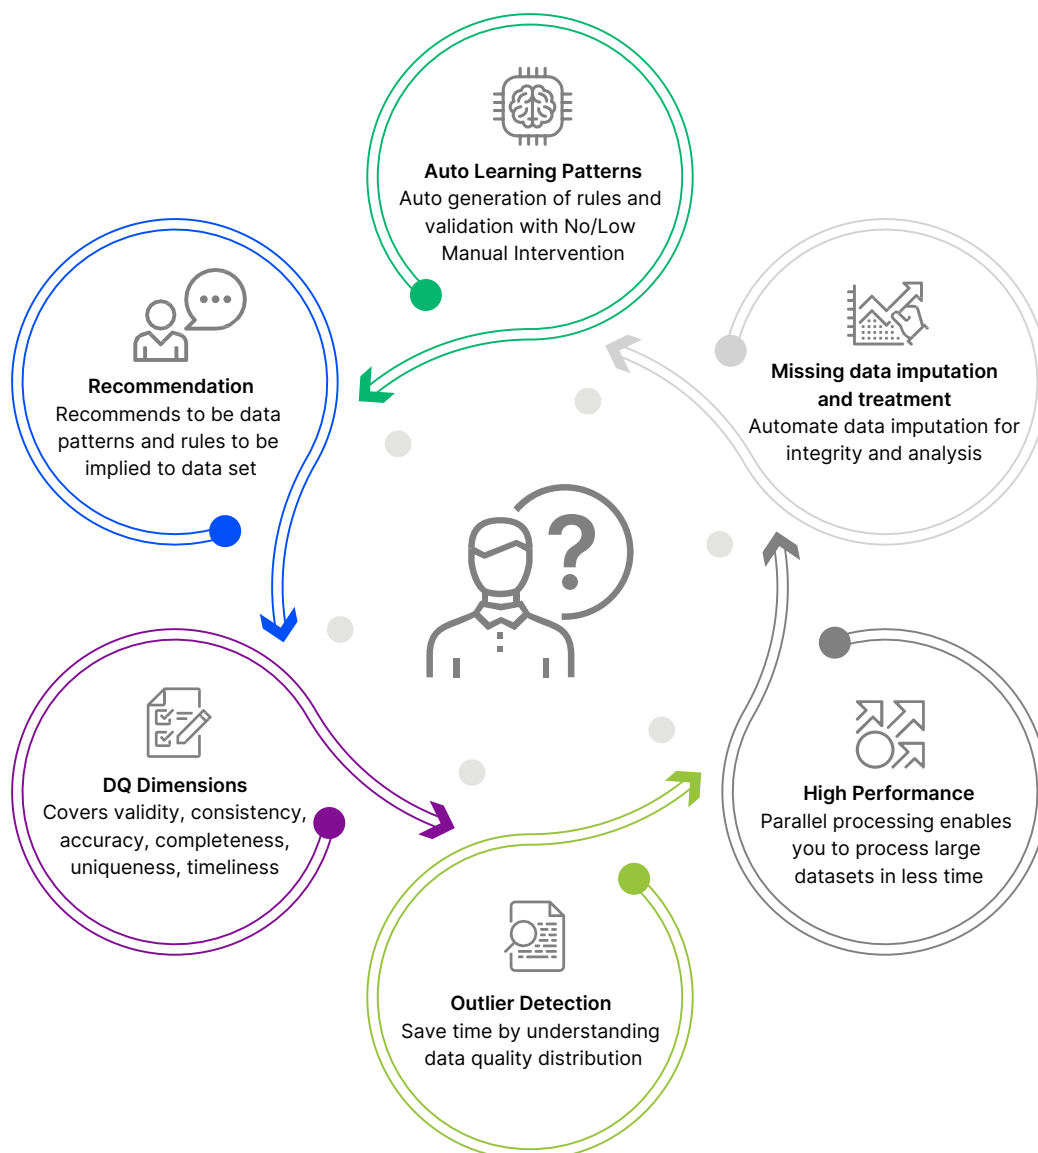 Auto Learning Patterns
Auto generation of rules and
validation with No/Low
Manual Intervention
Recommendation
Recommends to be data
patterns and rules to be
implied to data set
Missing data imputation
and treatment
Automate data imputation for
integrity and analysis
?
DQ Dimensions
Covers validity, consistency,
accuracy, completeness,
uniqueness, timeliness
High Performance
Parallel processing enables
you to process large
datasets in less time
Outlier Detection
Save time by understanding
data quality distribution